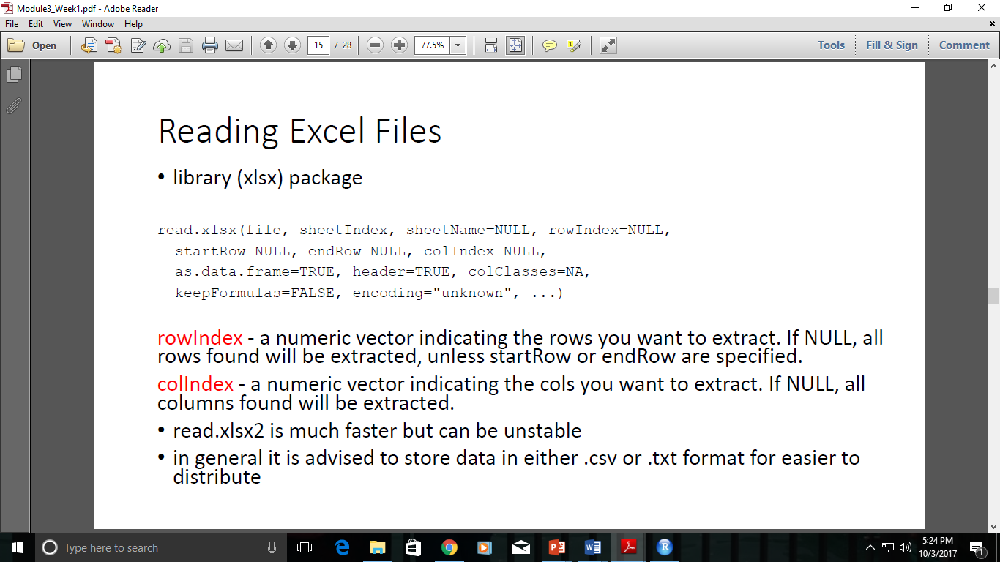 Module3_Week1.pdf - Adobe Reader
File Edit View Window Help
Open 15 / 28 77.5% Tools Fill & Sign Comment
Reading Excel Files
• library (xlsx) package
read.xlsx(file, sheetIndex, sheetName=NULL, rowIndex=NULL,
startRow=NULL, endRow=NULL, colIndex=NULL,
as.data.frame=TRUE, header=TRUE, colClasses=NA,
keepFormulas=FALSE, encoding="unknown", ...)
rowIndex - a numeric vector indicating the rows you want to extract. If NULL, all
rows found will be extracted, unless startRow or endRow are specified.
colIndex - a numeric vector indicating the cols you want to extract. If NULL, all
columns found will be extracted.
• read.xlsx2 is much faster but can be unstable
• in general it is advised to store data in either .csv or .txt format for easier to
distribute
Type here to search
5:24 PM
10/3/2017
1